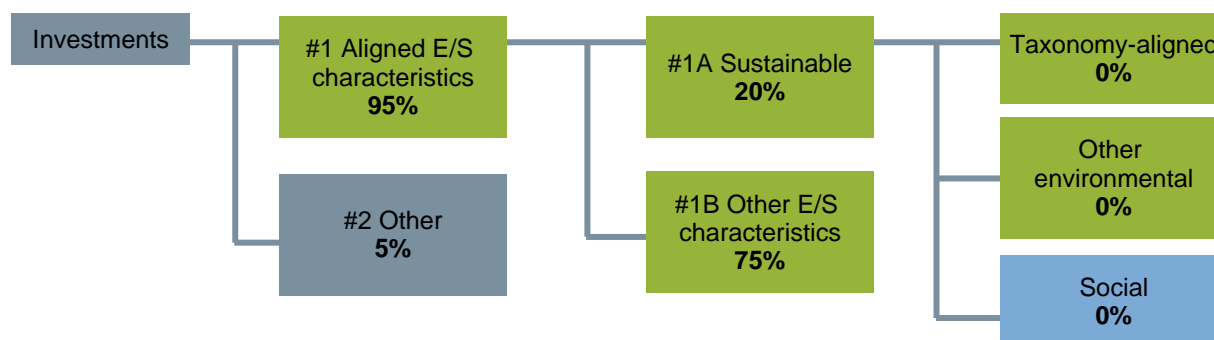 Investments
#1 Aligned E/S
characteristics
95%
#2 Other
5%
#1A Sustainable
20%
#1B Other E/S
characteristics
75%
Taxonomy-aligned
0%
Other
environmental
0%
Social
0%